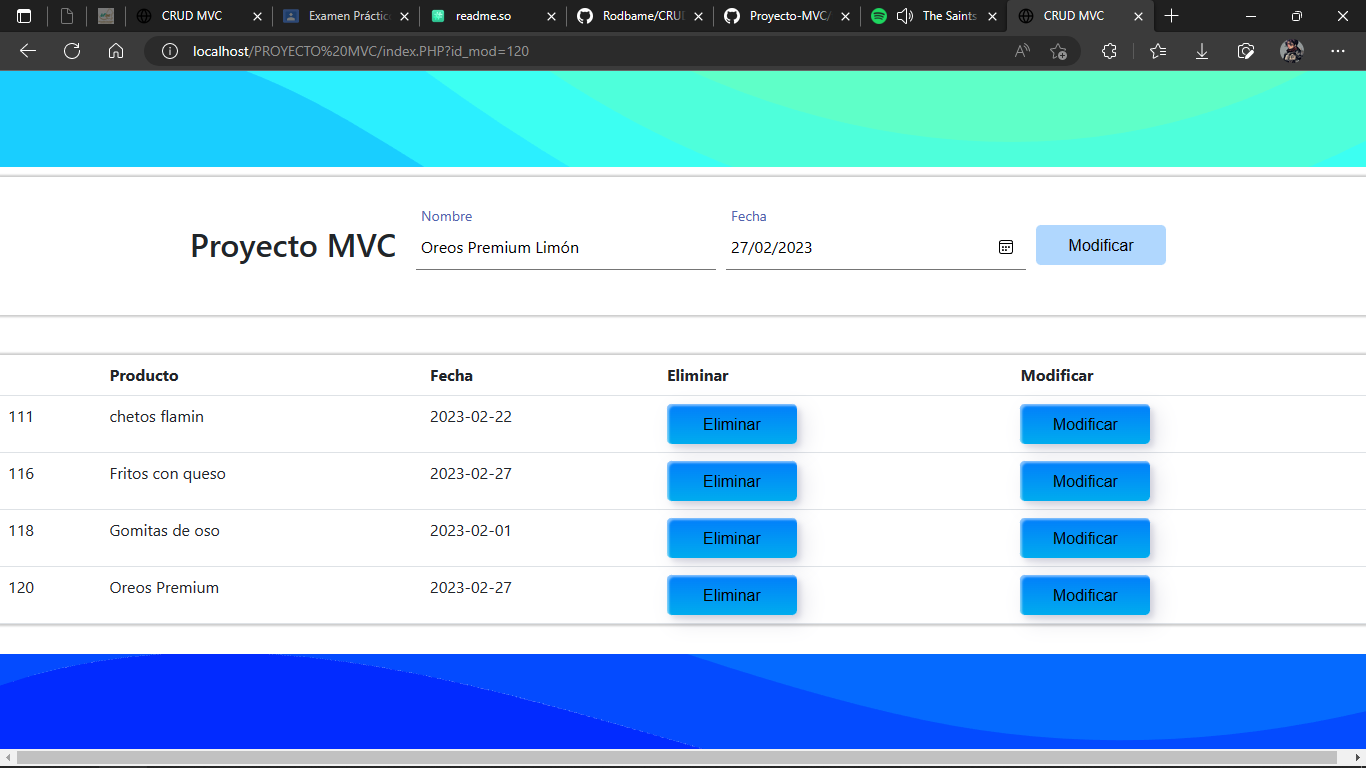 CRUD MVC
Examen Práctic
readme.so
Rodbame/CRUD
Proyecto-MVC/
The Saints
CRUD MVC
localhost/PROYECTO%20MVC/index.PHP?id_mod=120
Proyecto MVC
Nombre
Oreos Premium Limón
Fecha
27/02/2023
Modificar
Producto Fecha Eliminar Modificar
111 chetos flamin 2023-02-22 Eliminar Modificar
116 Fritos con queso 2023-02-27 Eliminar Modificar
118 Gomitas de oso 2023-02-01 Eliminar Modificar
120 Oreos Premium 2023-02-27 Eliminar Modificar